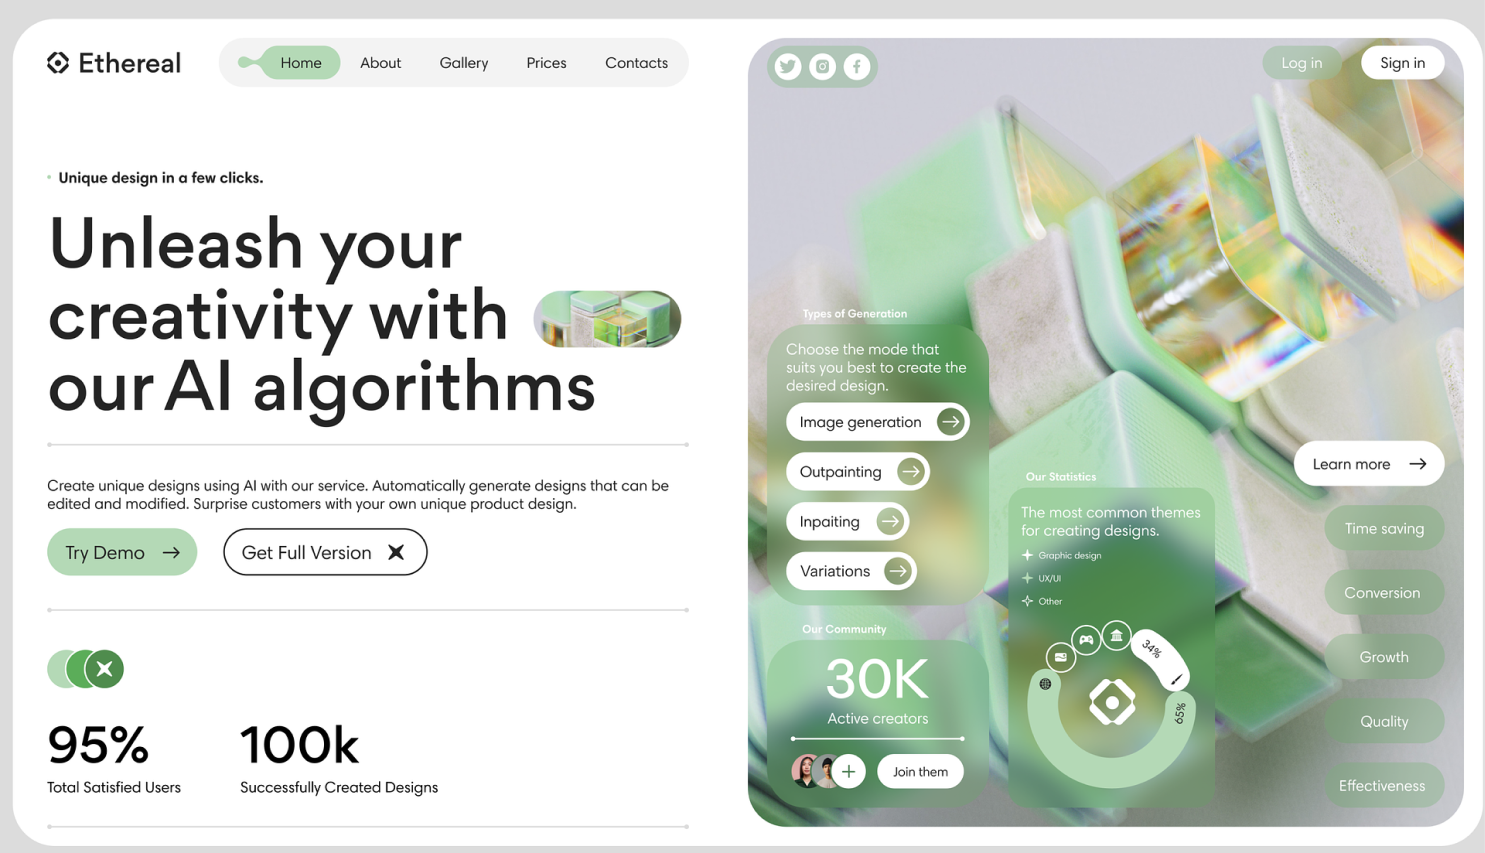 Ethereal
Home
About
Gallery
Prices
Contacts
Log in
Sign in
Unique design in a few clicks.
Unleash your
creativity with
our AI algorithms
Create unique designs using AI with our service. Automatically generate designs that can be
edited and modified. Surprise customers with your own unique product design.
Try Demo
Get Full Version
95%
Total Satisfied Users
100k
Successfully Created Designs
Types of Generation
Choose the mode that
suits you best to create the
desired design.
Image generation
Outpainting
Inpaiting
Variations
Our Community
30K
Active creators
Join them
Our Statistics
The most common themes
for creating designs.
Graphic design
UX/UI
Other
34%
65%
Learn more
Time saving
Conversion
Growth
Quality
Effectiveness